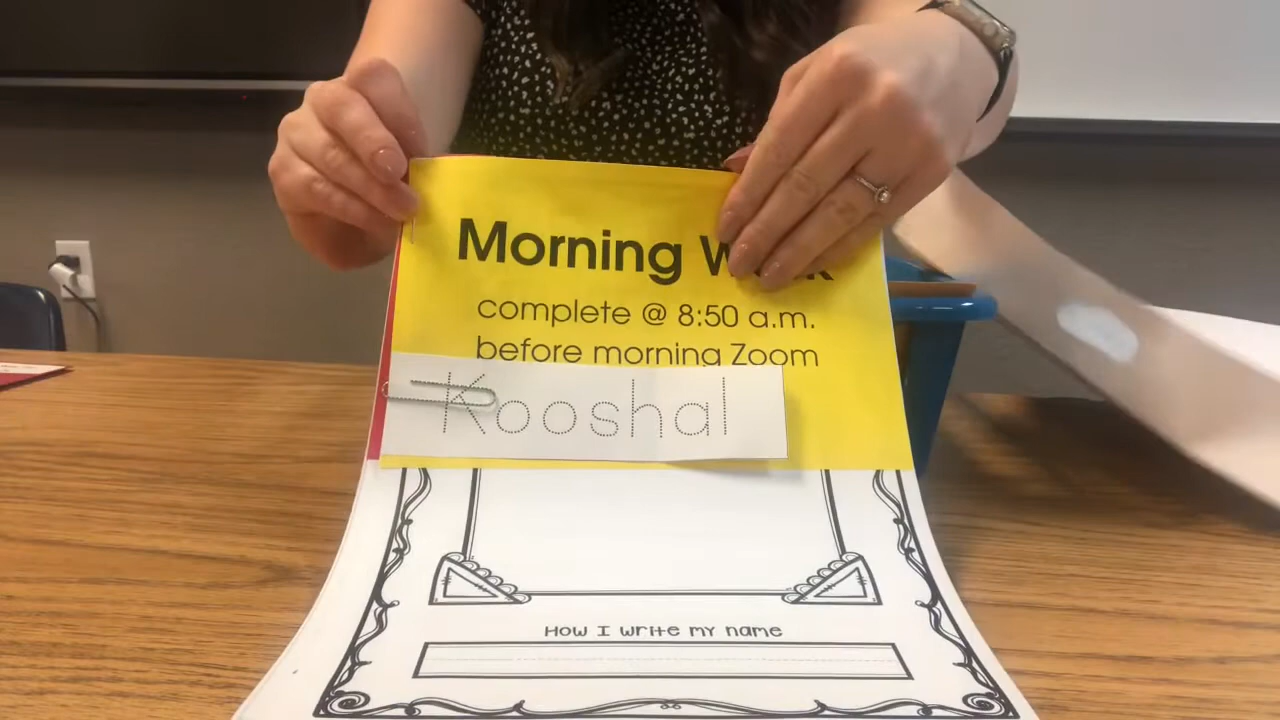 Morning
complete @ 8:50 a.m.
before morning Zoom
Kooshal
How I write my name